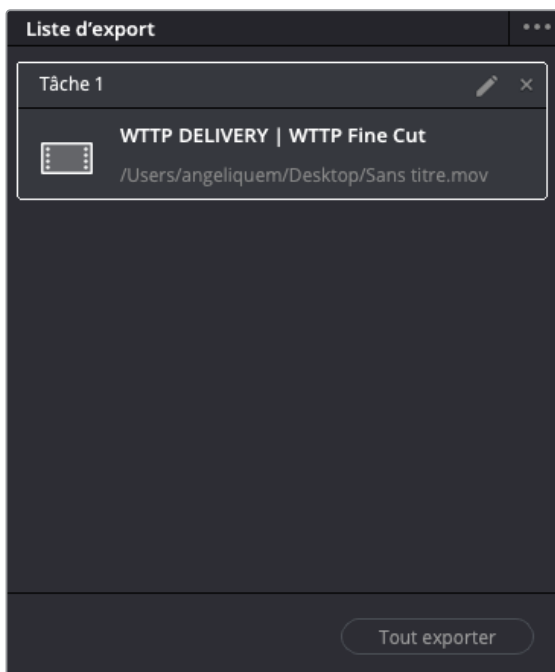 Liste d’export
Tâche 1
WTTP DELIVERY | WTTP Fine Cut
/Users/angeliquem/Desktop/Sans titre.mov
Tout exporter